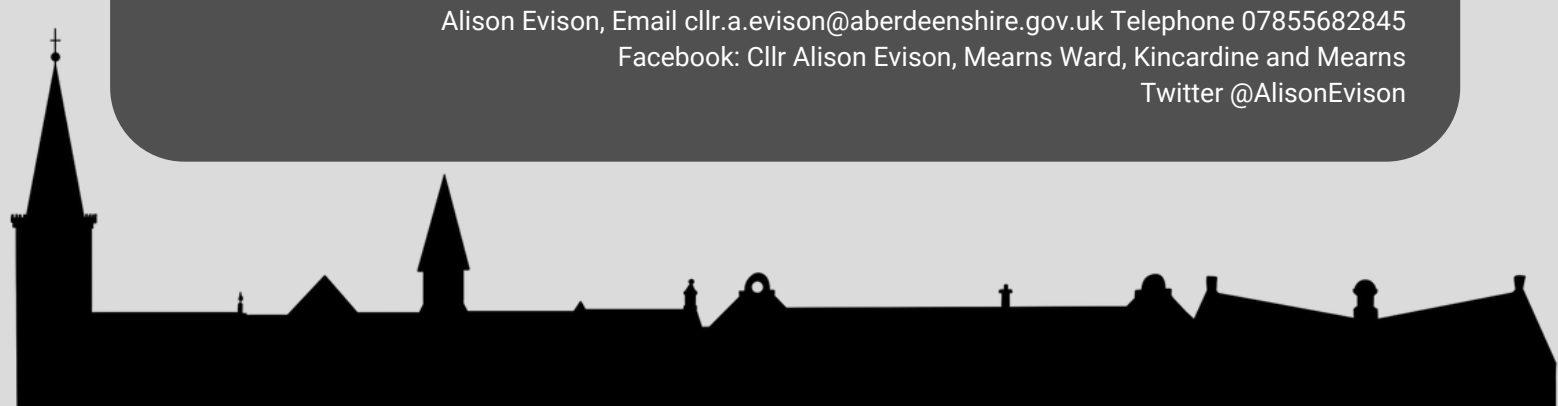 Alison Evison, Email cllr.a.evison@aberdeenshire.gov.uk Telephone 07855682845
Facebook: Cllr Alison Evison, Mearns Ward, Kincardine and Mearns
Twitter @AlisonEvison